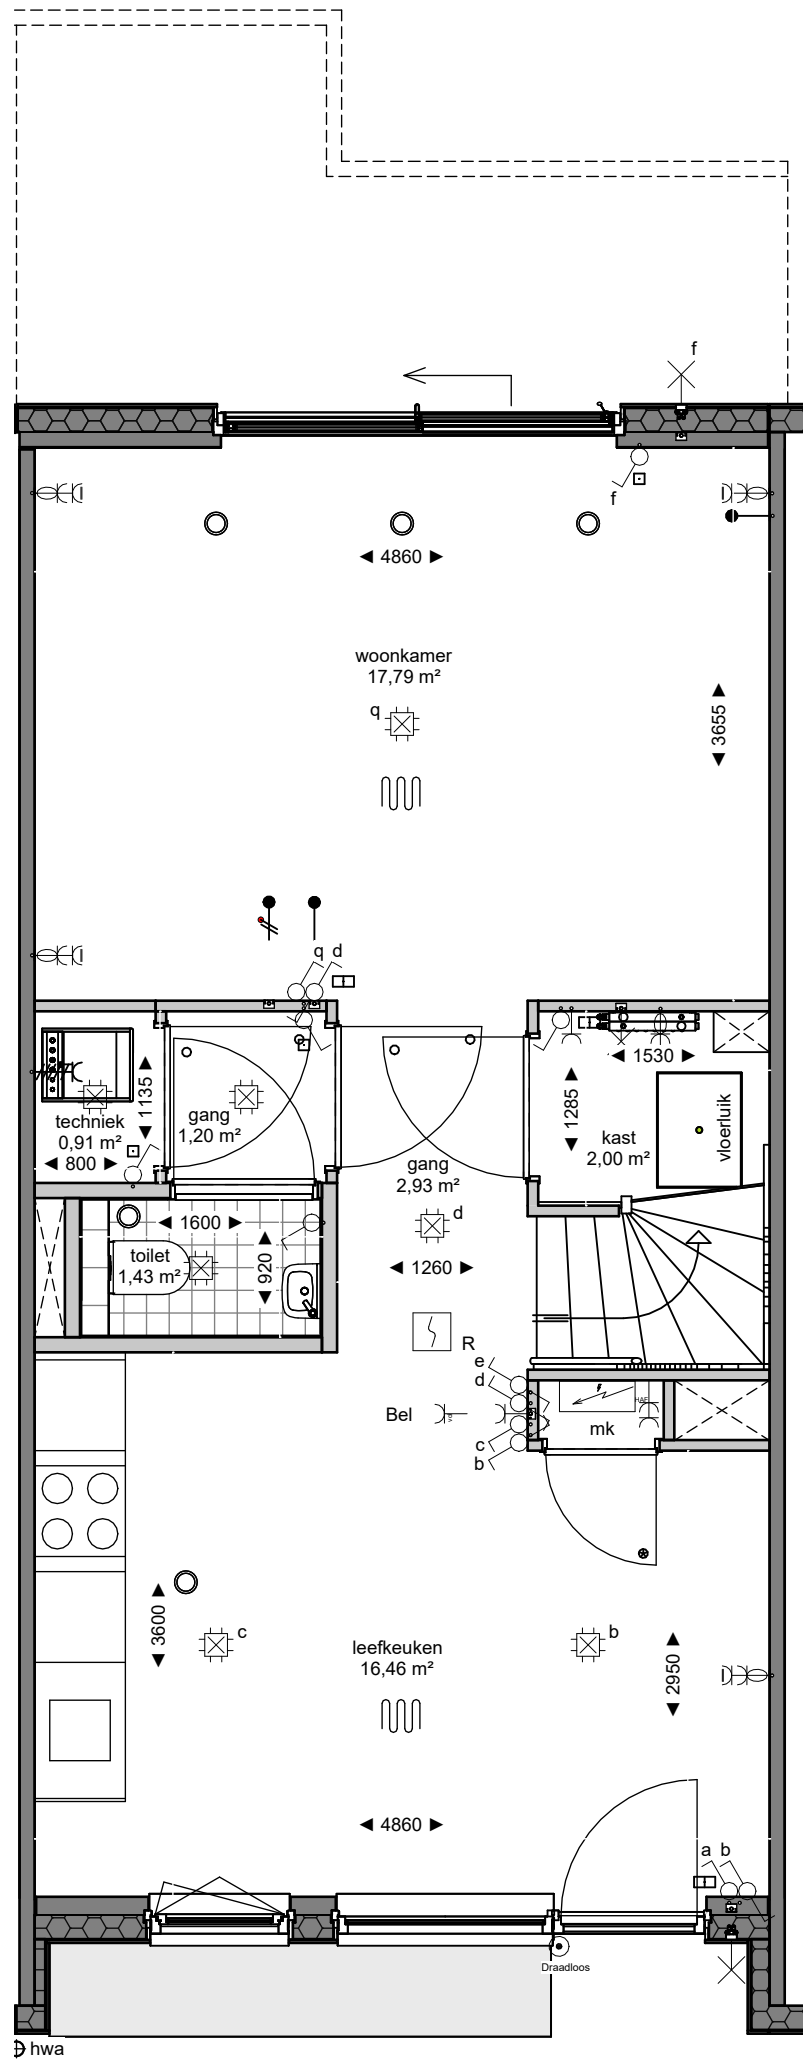 f
f
◄ 4860 ►
woonkamer
17,79 m²
◄ 3655 ►
q
q d
◄ 1530 ►
◄ 1135 ►
◄ 1285 ►
techniek
0,91 m²
◄ 800 ►
gang
1,20 m²
kast
2,00 m²
vloerluik
gang
2,93 m²
d
◄ 1600 ►
toilet
1,43 m²
◄ 920 ►
◄ 1260 ►
R
e
d
Bel
c
b
mk
◄ 3600 ►
c
b
leefkeuken
16,46 m²
◄ 2950 ►
◄ 4860 ►
a b
Draadloos
hwa